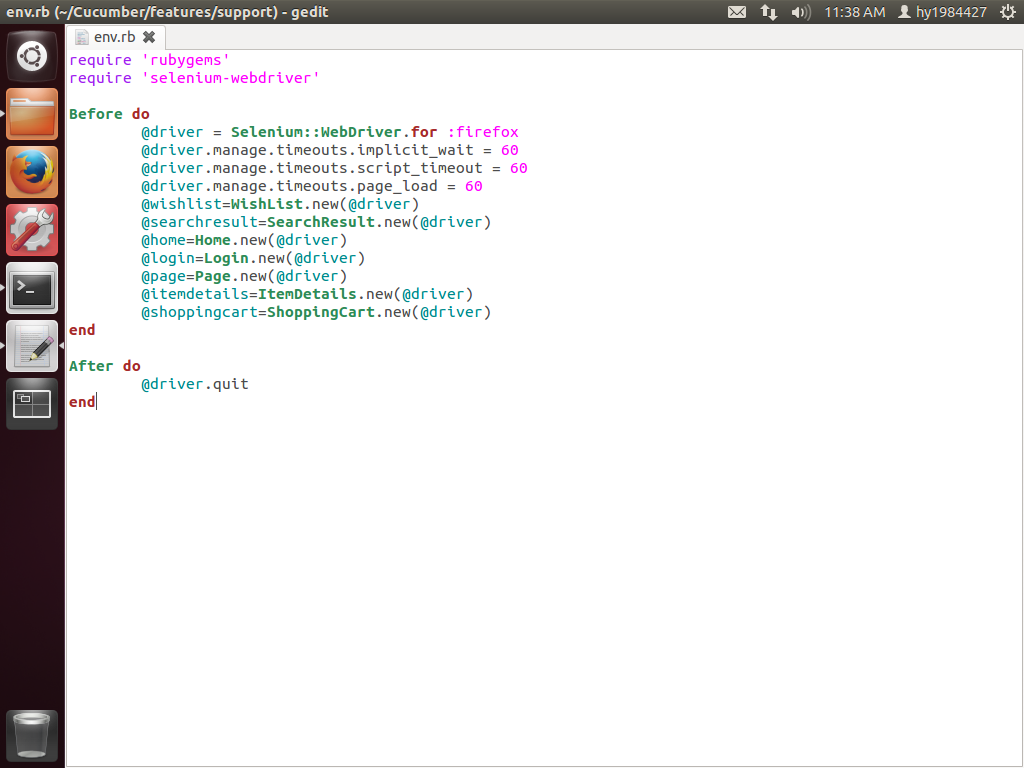 env.rb (~/Cucumber/features/support) - gedit
11:38 AM
hy1984427
env.rb
require 'rubygems'
require 'selenium-webdriver'
Before do
@driver = Selenium::WebDriver.for :firefox
@driver.manage.timeouts.implicit_wait = 60
@driver.manage.timeouts.script_timeout = 60
@driver.manage.timeouts.page_load = 60
@wishlist=WishList.new(@driver)
@searchresult=SearchResult.new(@driver)
@home=Home.new(@driver)
@login=Login.new(@driver)
@page=Page.new(@driver)
@itemdetails=ItemDetails.new(@driver)
@shoppingcart=ShoppingCart.new(@driver)
end
After do
@driver.quit
end